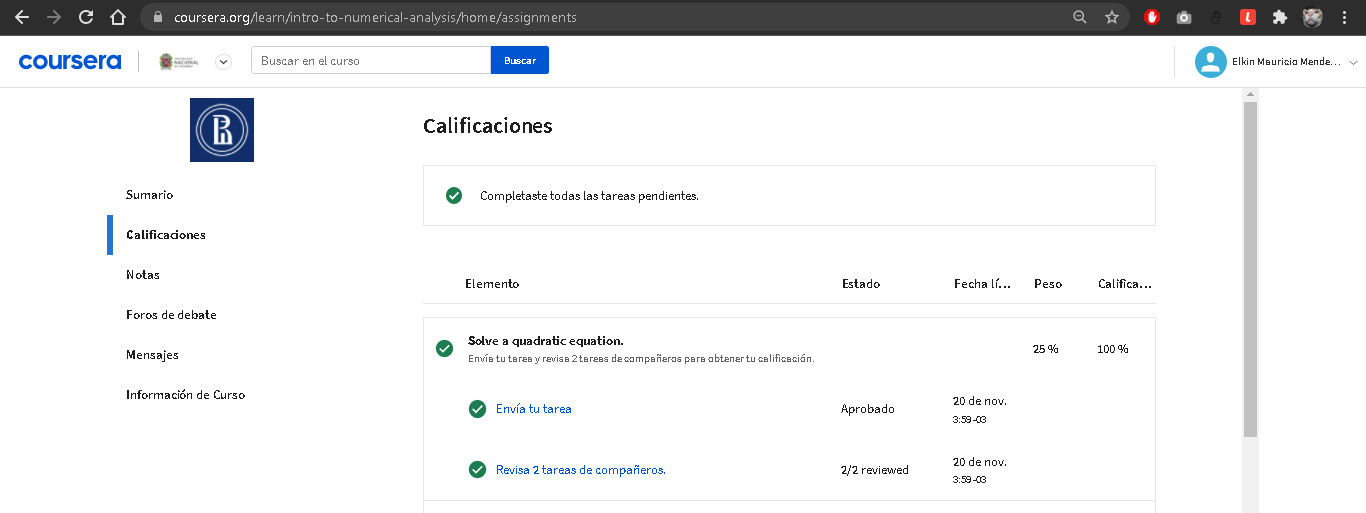 coursera.org/learn/intro-to-numerical-analysis/home/assignments
coursera
NACIONAL
Buscar en el curso
Buscar
Elkin Mauricio Mende...
Calificaciones
Completaste todas las tareas pendientes.
Sumario
Calificaciones
Notas
Foros de debate
Mensajes
Información de Curso
Elemento Estado Fecha lí... Peso Califica...
Solve a quadratic equation.
Envía tu tarea y revisa 2 tareas de compañeros para obtener tu calificación.
25 % 100 %
Envía tu tarea Aprobado 20 de nov.
3:59-03
Revisa 2 tareas de compañeros. 2/2 reviewed 20 de nov.
3:59-03